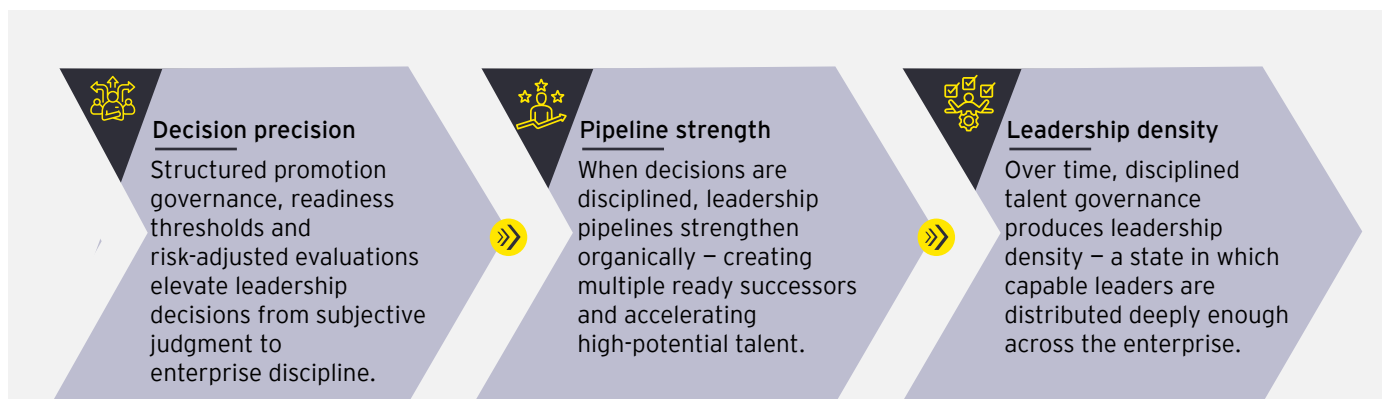 Decision precision
Structured promotion
governance, readiness
thresholds and
risk-adjusted evaluations
elevate leadership
decisions from subjective
judgment to
enterprise discipline.
Pipeline strength
When decisions are
disciplined, leadership
pipelines strengthen
organically — creating
multiple ready successors
and accelerating
high-potential talent.
Leadership density
Over time, disciplined
talent governance
produces leadership
density — a state in which
capable leaders are
distributed deeply enough
across the enterprise.